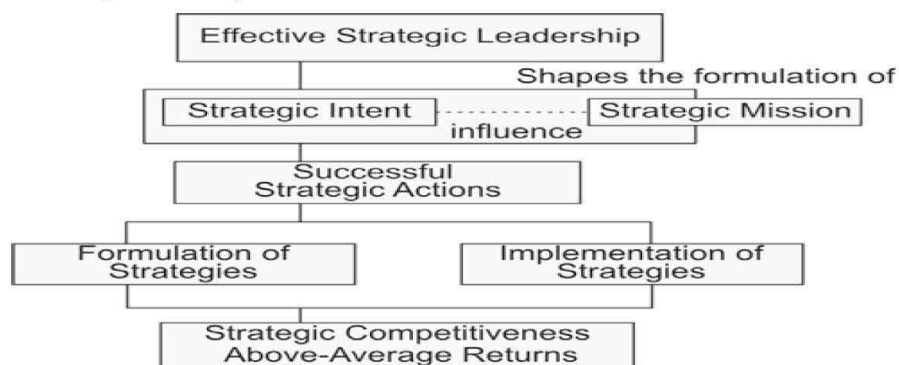 Effective Strategic Leadership
Shapes the formulation of
Strategic Intent
Strategic Mission
influence
Successful
Strategic Actions
Formulation of
Strategies
Implementation of
Strategies
Strategic Competitiveness
Above-Average Returns